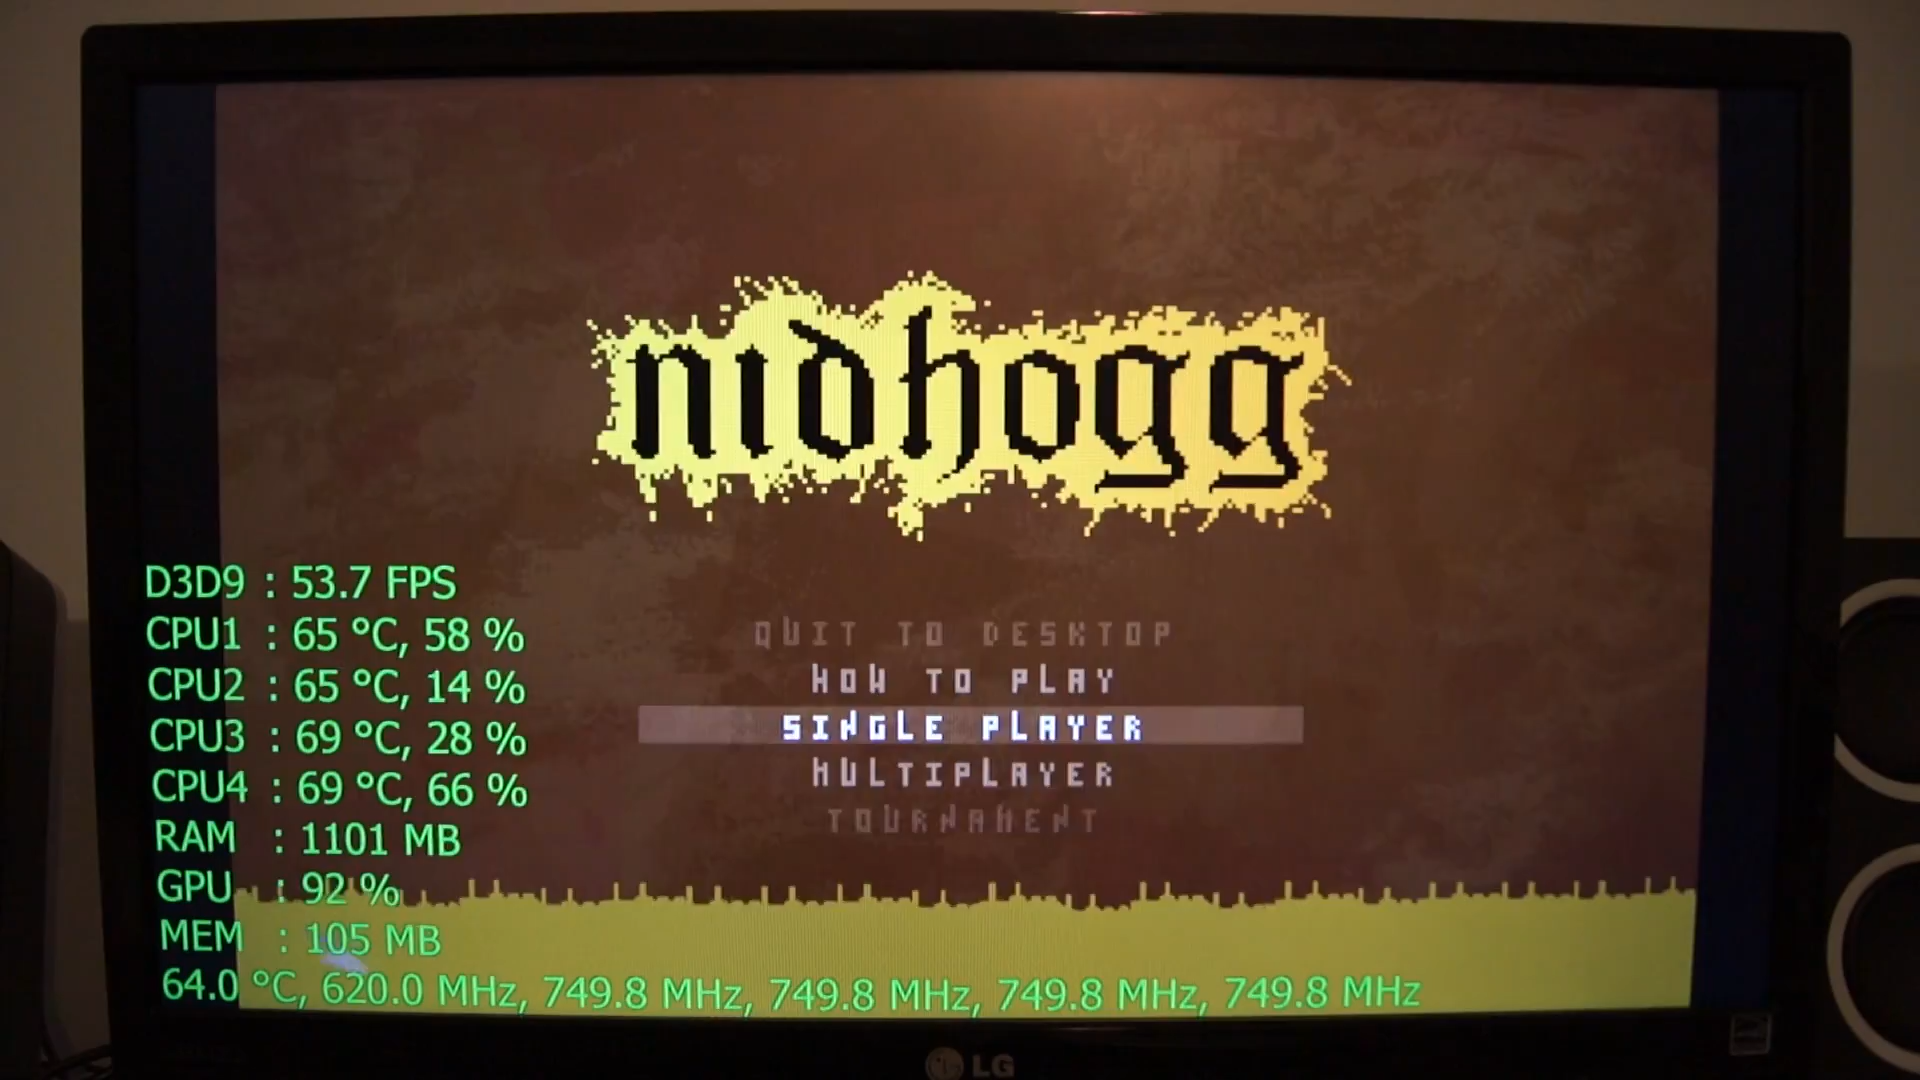 nidhogg
D3D9 : 53.7 FPS
CPU1 : 65 °C, 58 %
CPU2 : 65 °C, 14 %
CPU3 : 69 °C, 28 %
CPU4 : 69 °C, 66 %
RAM : 1101 MB
GPU : 92 %
MEM : 105 MB
64.0 °C, 620.0 MHz, 749.8 MHz, 749.8 MHz, 749.8 MHz, 749.8 MHz
QUIT TO DESKTOP
HOW TO PLAY
SINGLE PLAYER
MULTIPLAYER
TOURNAMENT
LG